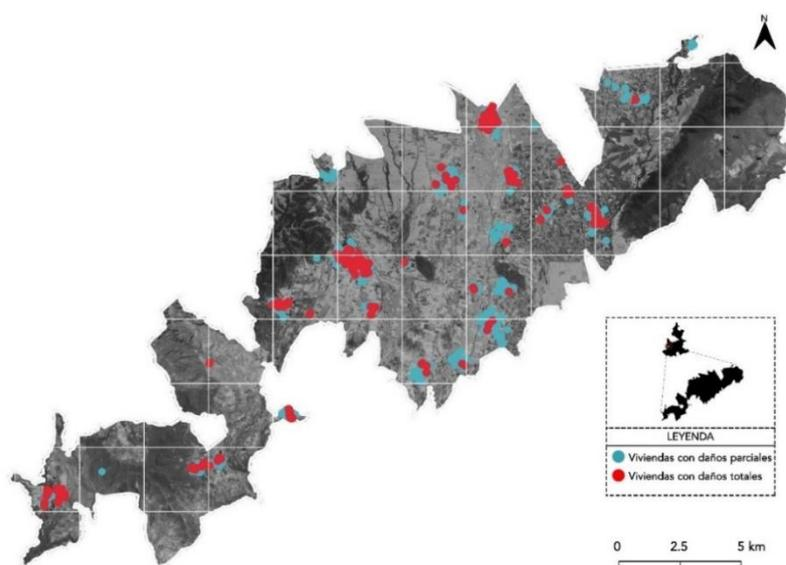 N
LEYENDA
Viviendas con daños parciales
Viviendas con daños totales
0 2.5 5 km